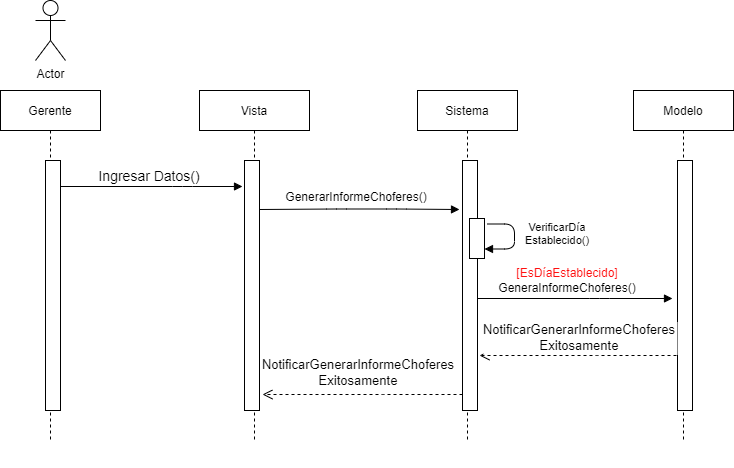 Actor
Gerente
Vista
Sistema
Modelo
Ingresar Datos()
GenerarInformeChoferes()
VerificarDía
Establecido()
[EsDíaEstablecido]
GeneraInformeChoferes()
NotificarGenerarInformeChoferes
Exitosamente
NotificarGenerarInformeChoferes
Exitosamente